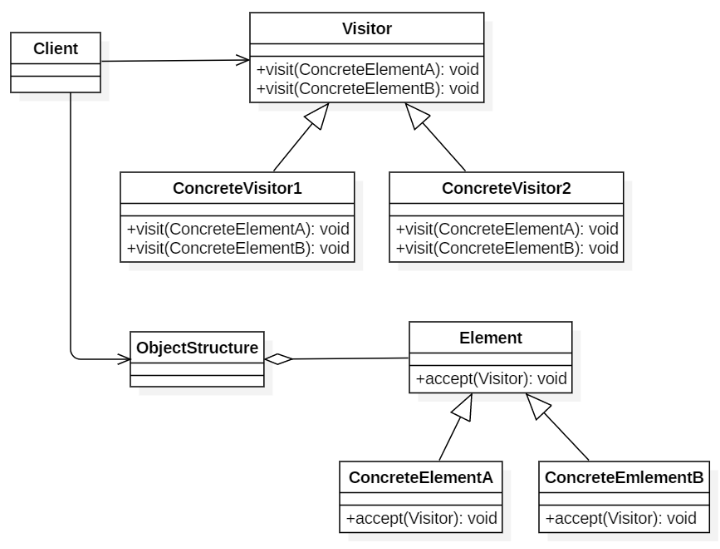 Visitor
Client
+visit(ConcreteElementA): void
+visit(ConcreteElementB): void
ConcreteVisitor1
+visit(ConcreteElementA): void
+visit(ConcreteElementB): void
ConcreteVisitor2
+visit(ConcreteElementA): void
+visit(ConcreteElementB): void
ObjectStructure
Element
+accept(Visitor): void
ConcreteElementA
+accept(Visitor): void
ConcreteEmlementB
+accept(Visitor): void